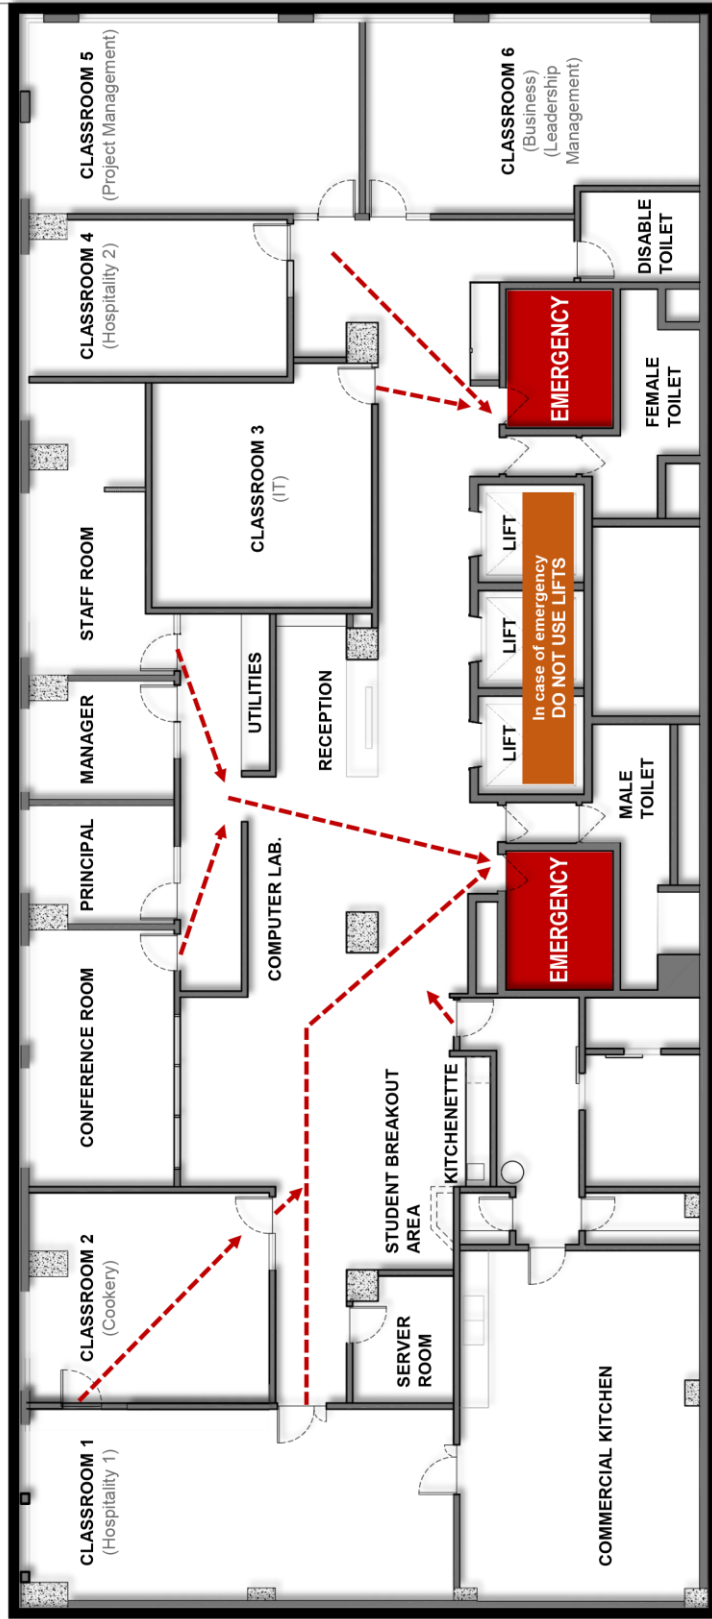 CLASSROOM 1
(Hospitality 1)
CLASSROOM 2
(Cookery)
CONFERENCE ROOM
PRINCIPAL
MANAGER
STAFF ROOM
CLASSROOM 4
(Hospitality 2)
CLASSROOM 5
(Project Management)
CLASSROOM 3
(IT)
UTILITIES
RECEPTION
COMPUTER LAB.
STUDENT BREAKOUT
AREA
SERVER
ROOM
KITCHENETTE
CLASSROOM 6
(Business)
(Leadership
Management)
EMERGENCY
LIFT
LIFT
LIFT
In case of emergency
DO NOT USE LIFTS
EMERGENCY
COMMERCIAL KITCHEN
MALE
TOILET
FEMALE
TOILET
DISABLE
TOILET